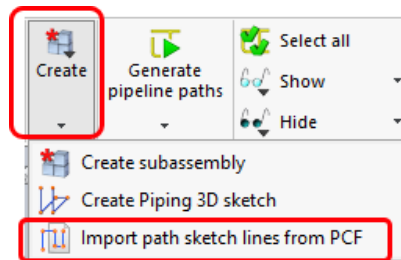 Create
Generate
pipeline paths
Select all
Show
Hide
Create subassembly
Create Piping 3D sketch
Import path sketch lines from PCF